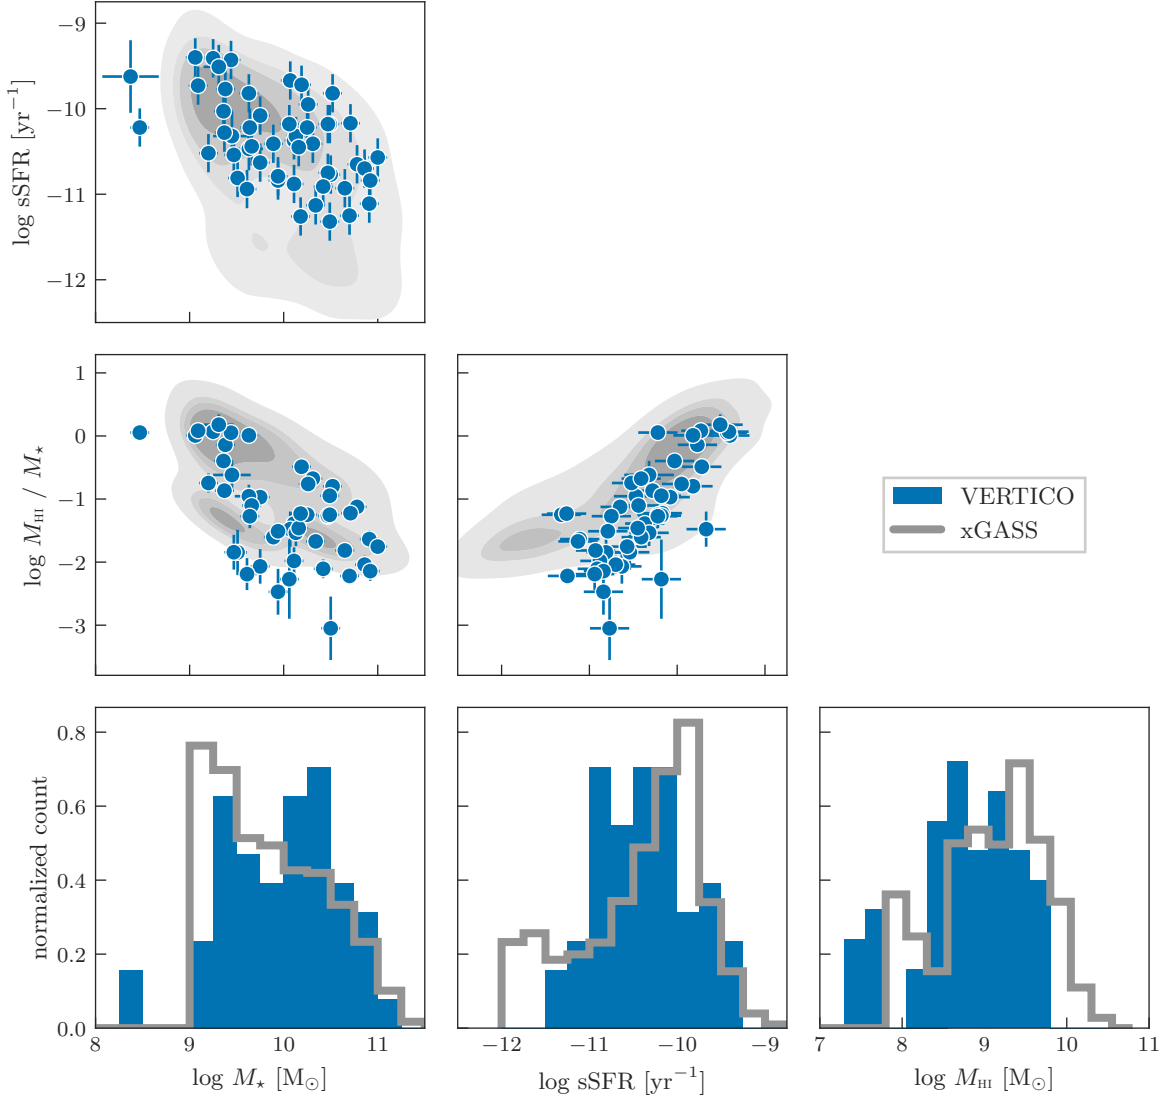 −9
−10
−11
−12
log sSFR [yr⁻¹]
1
0
−1
−2
−3
log M_HI / M⋆
VERTICO
xGASS
0.8
0.6
0.4
0.2
0.0
normalized count
8 9 10 11
log M⋆ [M⊙]
−12 −11 −10 −9
log sSFR [yr⁻¹]
7 8 9 10 11
log M_HI [M⊙]